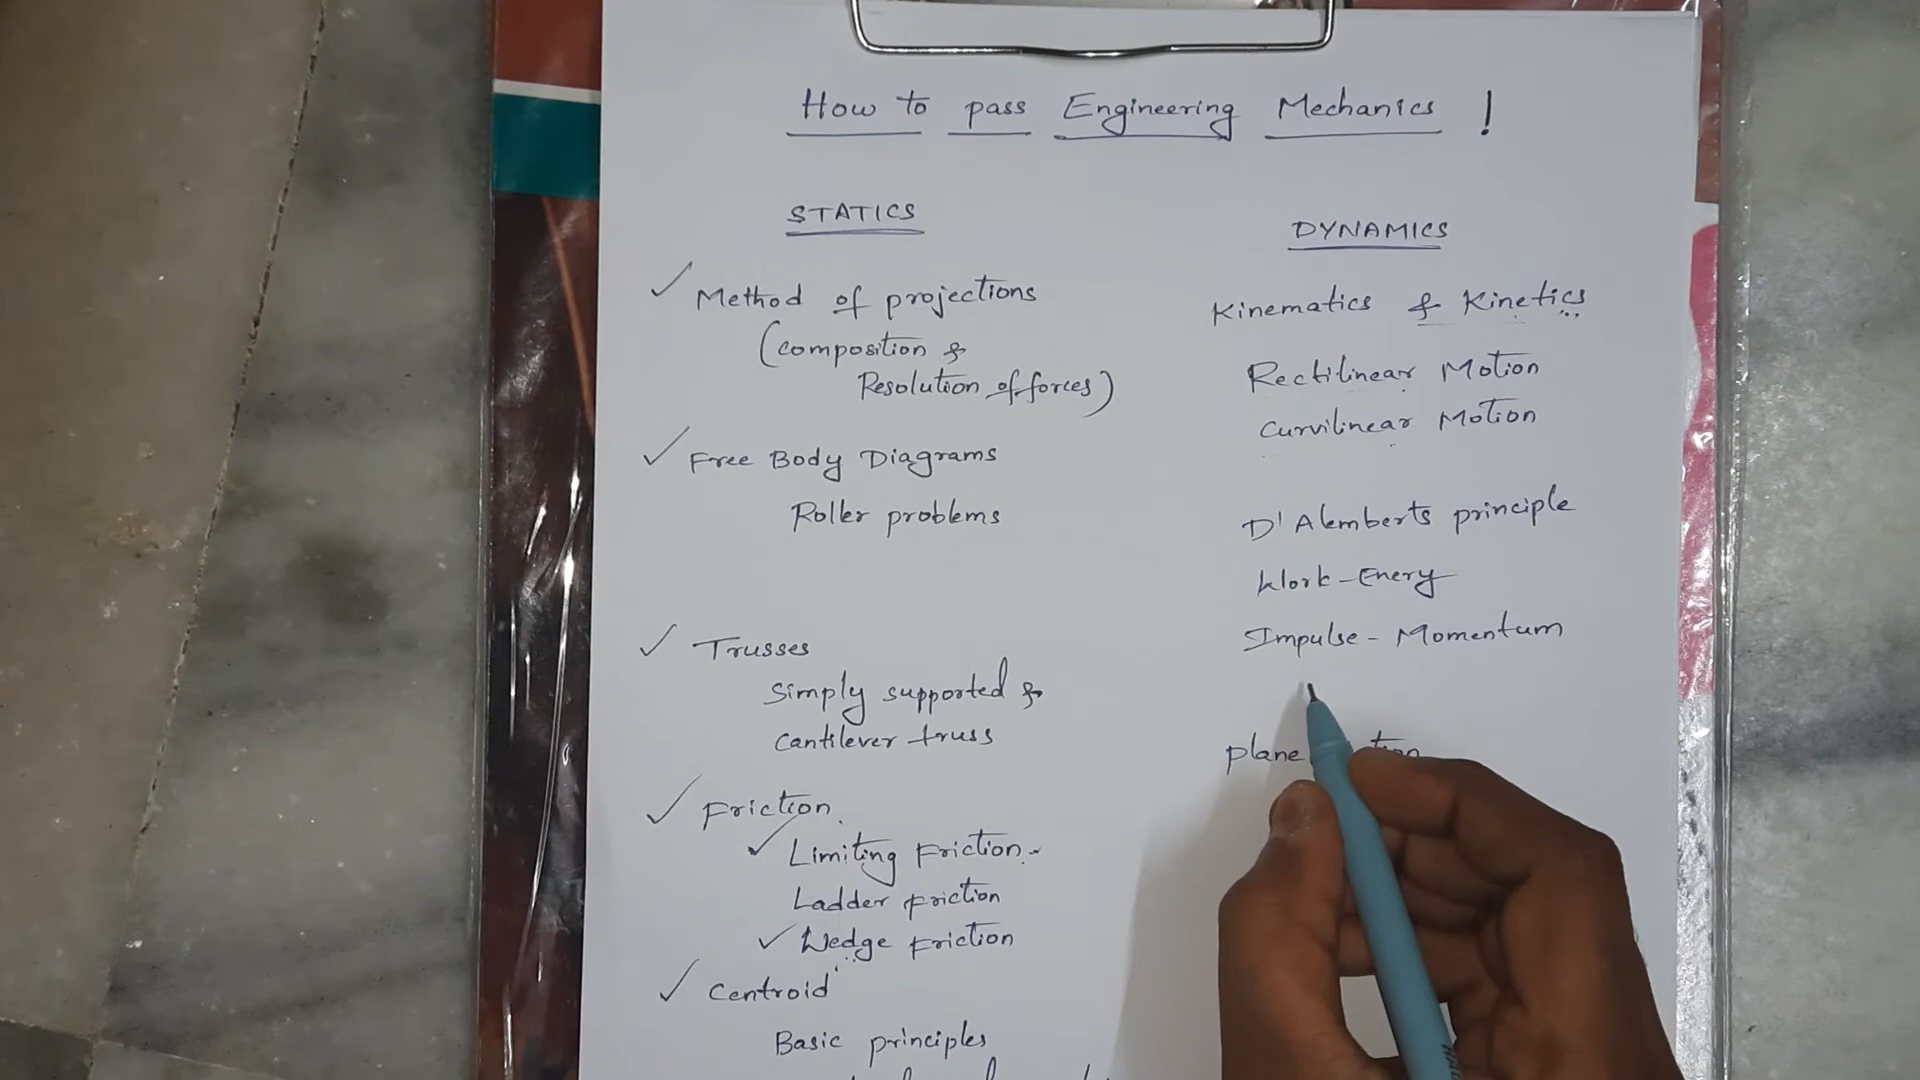 How to pass Engineering Mechanics !
STATICS
✓ Method of projections
(composition &
Resolution of forces)
✓ Free Body Diagrams
Roller problems
✓ Trusses
Simply supported &
Cantilever truss
✓ Friction
✓ Limiting Friction
Ladder Friction
✓ Wedge Friction
✓ Centroid
Basic principles
DYNAMICS
Kinematics & Kinetics
Rectilinear Motion
Curvilinear Motion
D'Alemberts principle
Work-Enery
Impulse - Momentum
plane